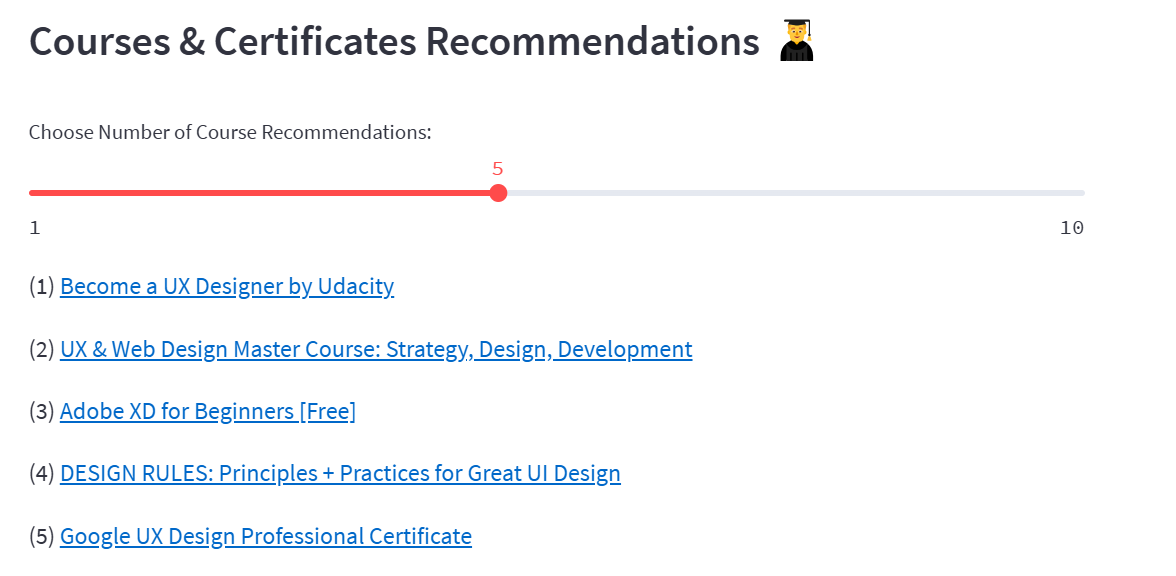 Courses & Certificates Recommendations
Choose Number of Course Recommendations:
5
1 10
(1) Become a UX Designer by Udacity
(2) UX & Web Design Master Course: Strategy, Design, Development
(3) Adobe XD for Beginners [Free]
(4) DESIGN RULES: Principles + Practices for Great UI Design
(5) Google UX Design Professional Certificate